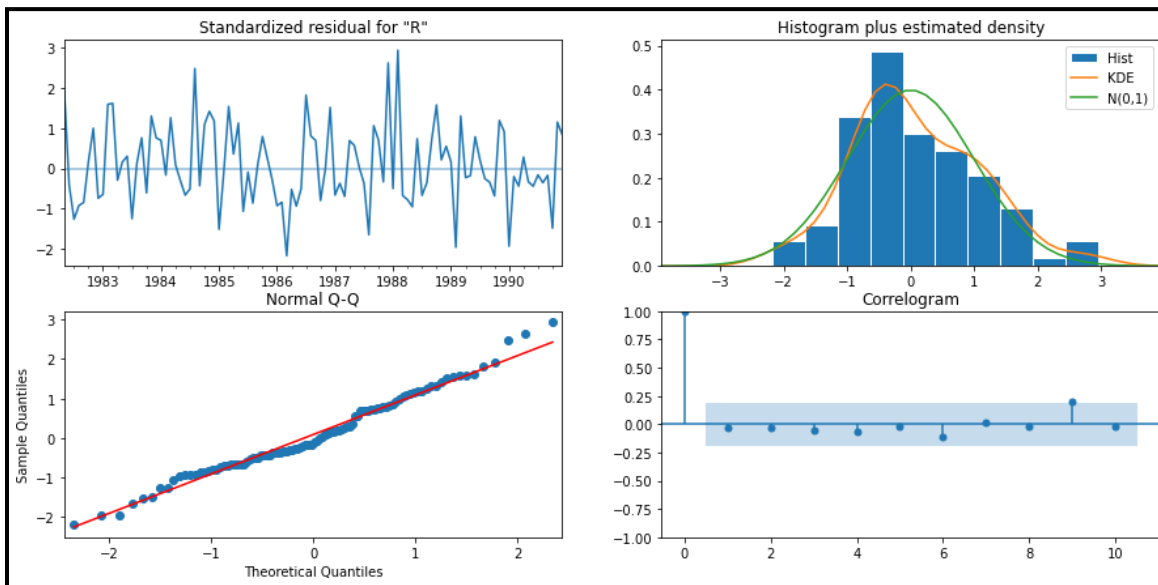 Standardized residual for "R"
3
2
1
0
−1
−2
1983 1984 1985 1986 1987 1988 1989 1990
Histogram plus estimated density
Hist
KDE
N(0,1)
0.5
0.4
0.3
0.2
0.1
0.0
−3 −2 −1 0 1 2 3
Normal Q-Q
Sample Quantiles
3
2
1
0
−1
−2
−2 −1 0 1 2
Theoretical Quantiles
Correlogram
1.00
0.75
0.50
0.25
0.00
−0.25
−0.50
−0.75
−1.00
0 2 4 6 8 10